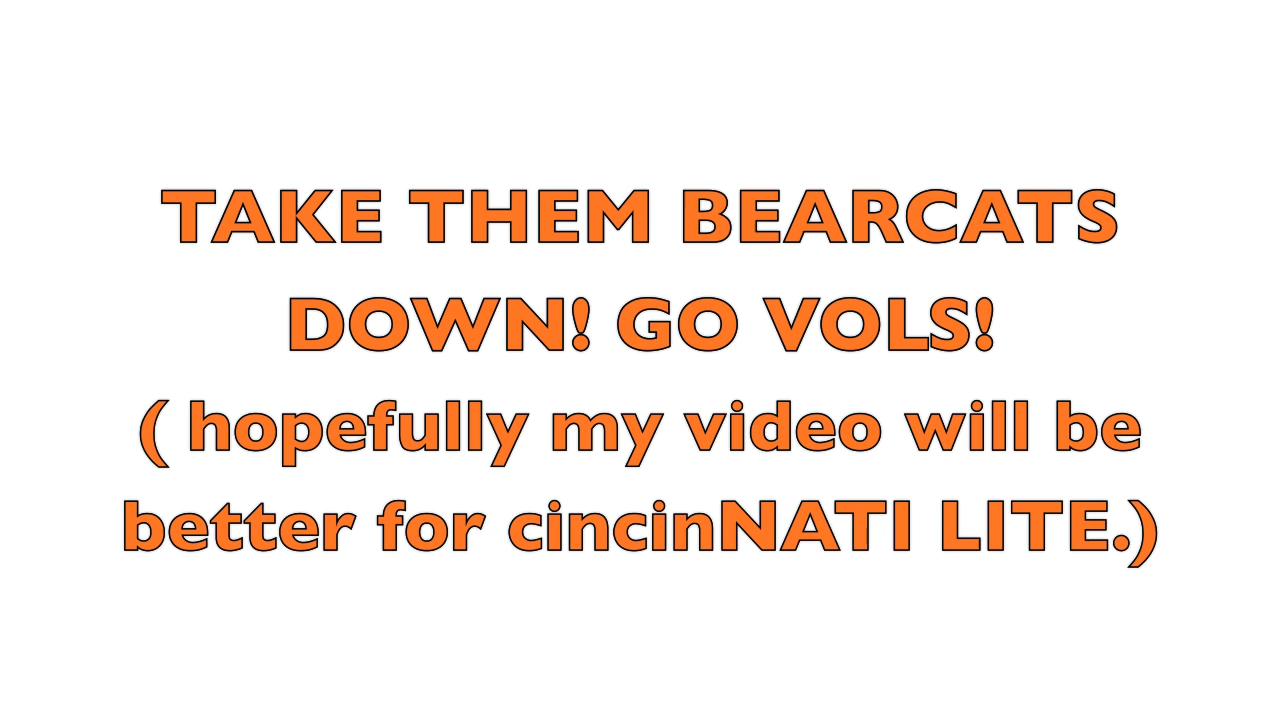 TAKE THEM BEARCATS
DOWN! GO VOLS!
( hopefully my video will be
better for cincinNATI LITE.)